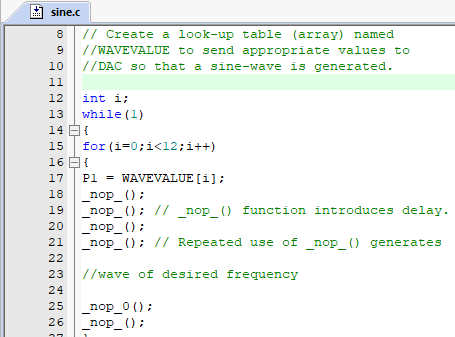 sine.c
8 // Create a look-up table (array) named
9 //WAVEVALUE to send appropriate values to
10 //DAC so that a sine-wave is generated.
11
12 int i;
13 while(1)
14 {
15 for(i=0;i<12;i++)
16 {
17 P1 = WAVEVALUE[i];
18 _nop_();
19 _nop_(); // _nop_() function introduces delay.
20 _nop_();
21 _nop_(); // Repeated use of _nop_() generates
22
23 //wave of desired frequency
24
25 _nop_0();
26 _nop_();